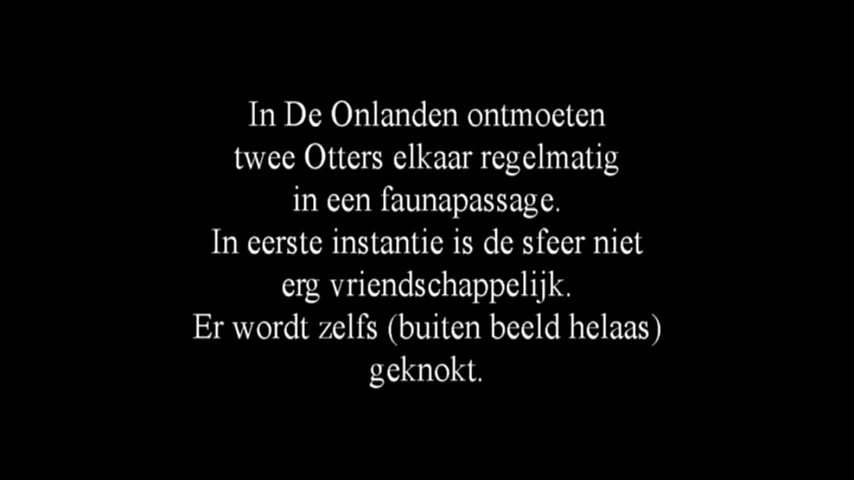 In De Onlanden ontmoeten
twee Otters elkaar regelmatig
in een faunapassage.
In eerste instantie is de sfeer niet
erg vriendschappelijk.
Er wordt zelfs (buiten beeld helaas)
geknokt.